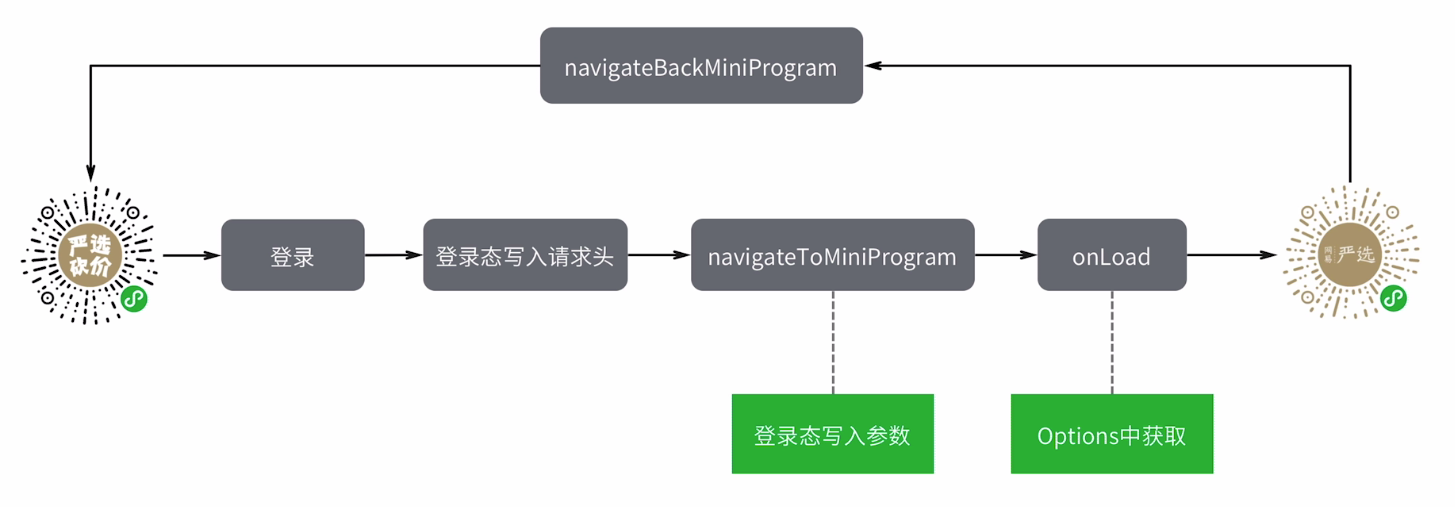 navigateBackMiniProgram
严选
砍价
登录
登录态写入请求头
navigateToMiniProgram
onLoad
网易
严选
登录态写入参数
Options中获取